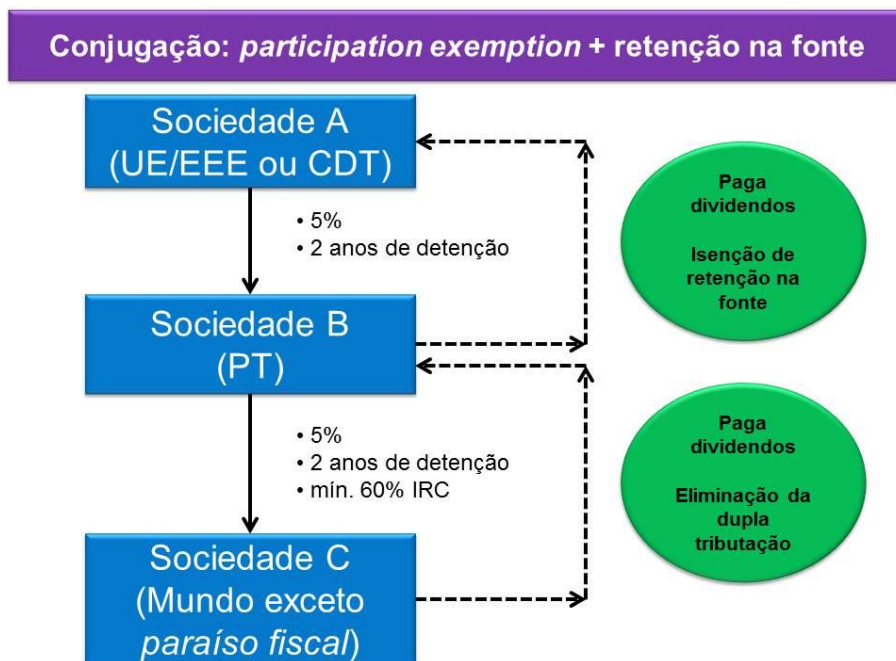 Conjugação: participation exemption + retenção na fonte
Sociedade A
(UE/EEE ou CDT)
• 5%
• 2 anos de detenção
Paga
dividendos
Isenção de
retenção na
fonte
Sociedade B
(PT)
• 5%
• 2 anos de detenção
• mín. 60% IRC
Paga
dividendos
Eliminação da
dupla
tributação
Sociedade C
(Mundo exceto
paraíso fiscal)